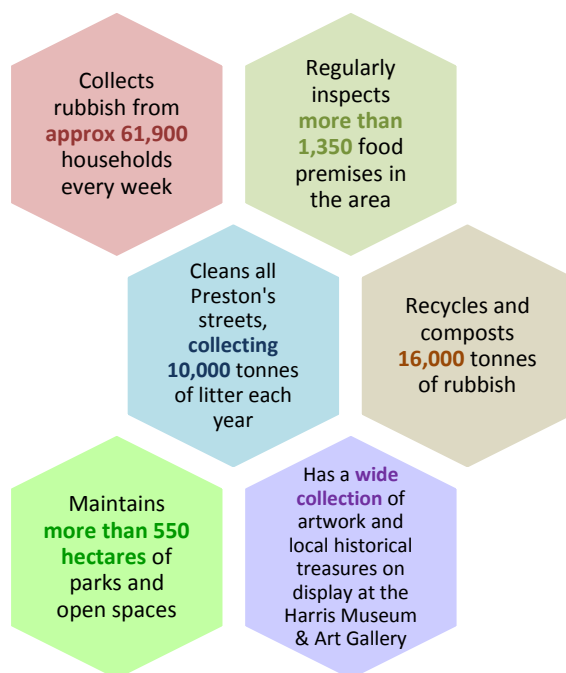 Collects
rubbish from
approx 61,900
households
every week
Regularly
inspects
more than
1,350 food
premises in
the area
Cleans all
Preston's
streets,
collecting
10,000 tonnes
of litter each
year
Recycles and
composts
16,000 tonnes
of rubbish
Maintains
more than 550
hectares of
parks and
open spaces
Has a wide
collection of
artwork and
local historical
treasures on
display at the
Harris Museum
& Art Gallery